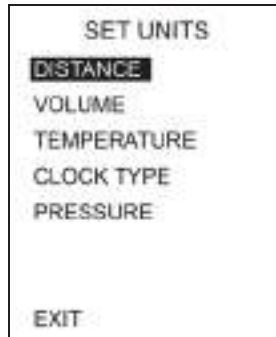 SET UNITS
DISTANCE
VOLUME
TEMPERATURE
CLOCK TYPE
PRESSURE
EXIT